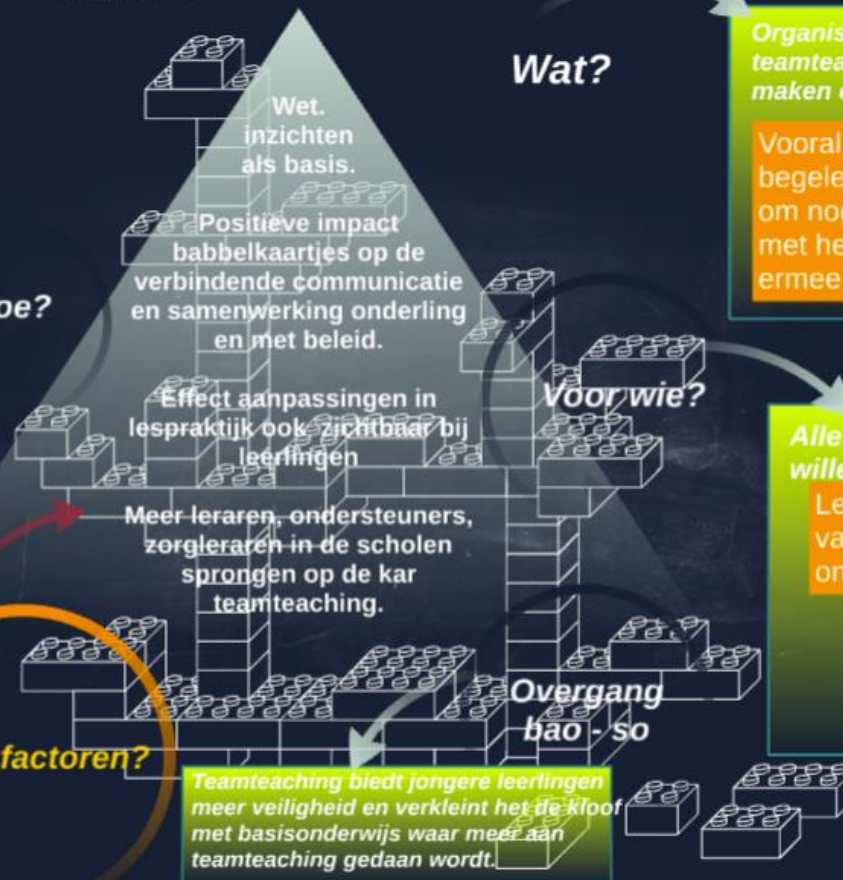 Wat?
Wet.
inzichten
als basis.
Positieve impact
babbelkaartjes op de
verbindende communicatie
en samenwerking onderling
en met beleid.
Effect aanpassingen in
lespraktijk ook zichtbaar bij
leerlingen
Meer leraren, ondersteuners,
zorgleraren in de scholen
sprongen op de kar
teamteaching.
oe?
Voor wie?
Overgang
bao - so
factoren?
Teamteaching biedt jongere leerlingen
meer veiligheid en verkleint het de kloof
met basisonderwijs waar meer aan
teamteaching gedaan wordt.
Organis
teamtea
maken
Vooral
begele
om no
met he
ermee
Alle
wille
Le
va
om